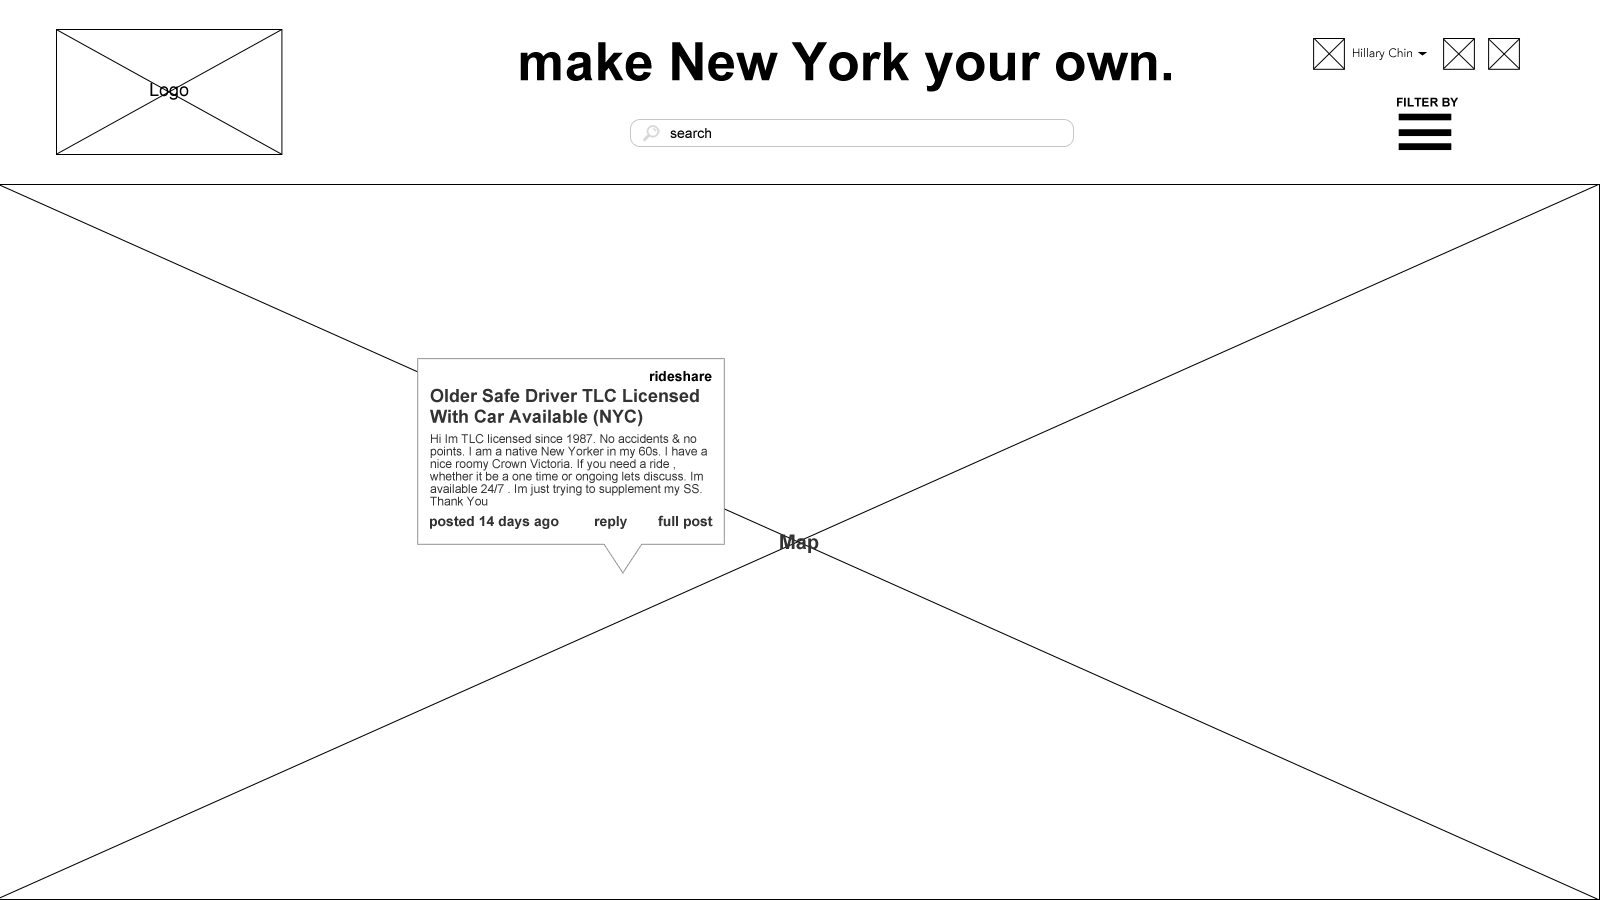 Logo
make New York your own.
search
Hillary Chin
FILTER BY
rideshare
Older Safe Driver TLC Licensed
With Car Available (NYC)
Hi Im TLC licensed since 1987. No accidents & no
points. I am a native New Yorker in my 60s. I have a
nice roomy Crown Victoria. If you need a ride ,
whether it be a one time or ongoing lets discuss. Im
available 24/7 . Im just trying to supplement my SS.
Thank You
posted 14 days ago reply full post
Map